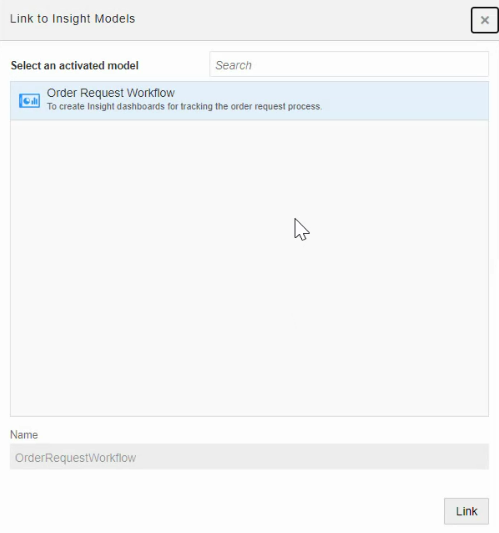 Link to Insight Models
Select an activated model
Search
Order Request Workflow
To create Insight dashboards for tracking the order request process.
Name
OrderRequestWorkflow
Link